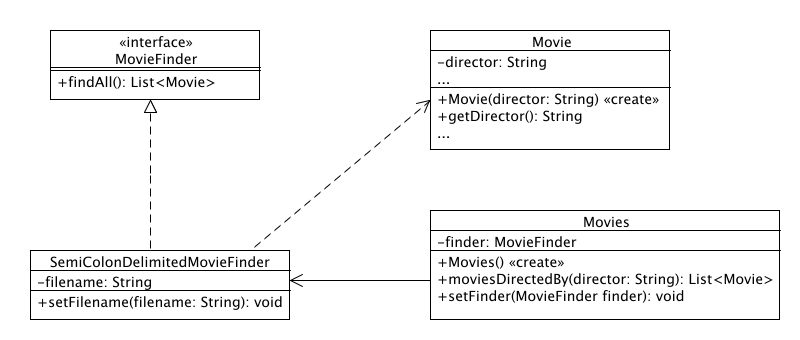 «interface»
MovieFinder
+findAll(): List<Movie>
Movie
-director: String
...
+Movie(director: String) «create»
+getDirector(): String
...
SemiColonDelimitedMovieFinder
-filename: String
+setFilename(filename: String): void
Movies
-finder: MovieFinder
+Movies() «create»
+moviesDirectedBy(director: String): List<Movie>
+setFinder(MovieFinder finder): void